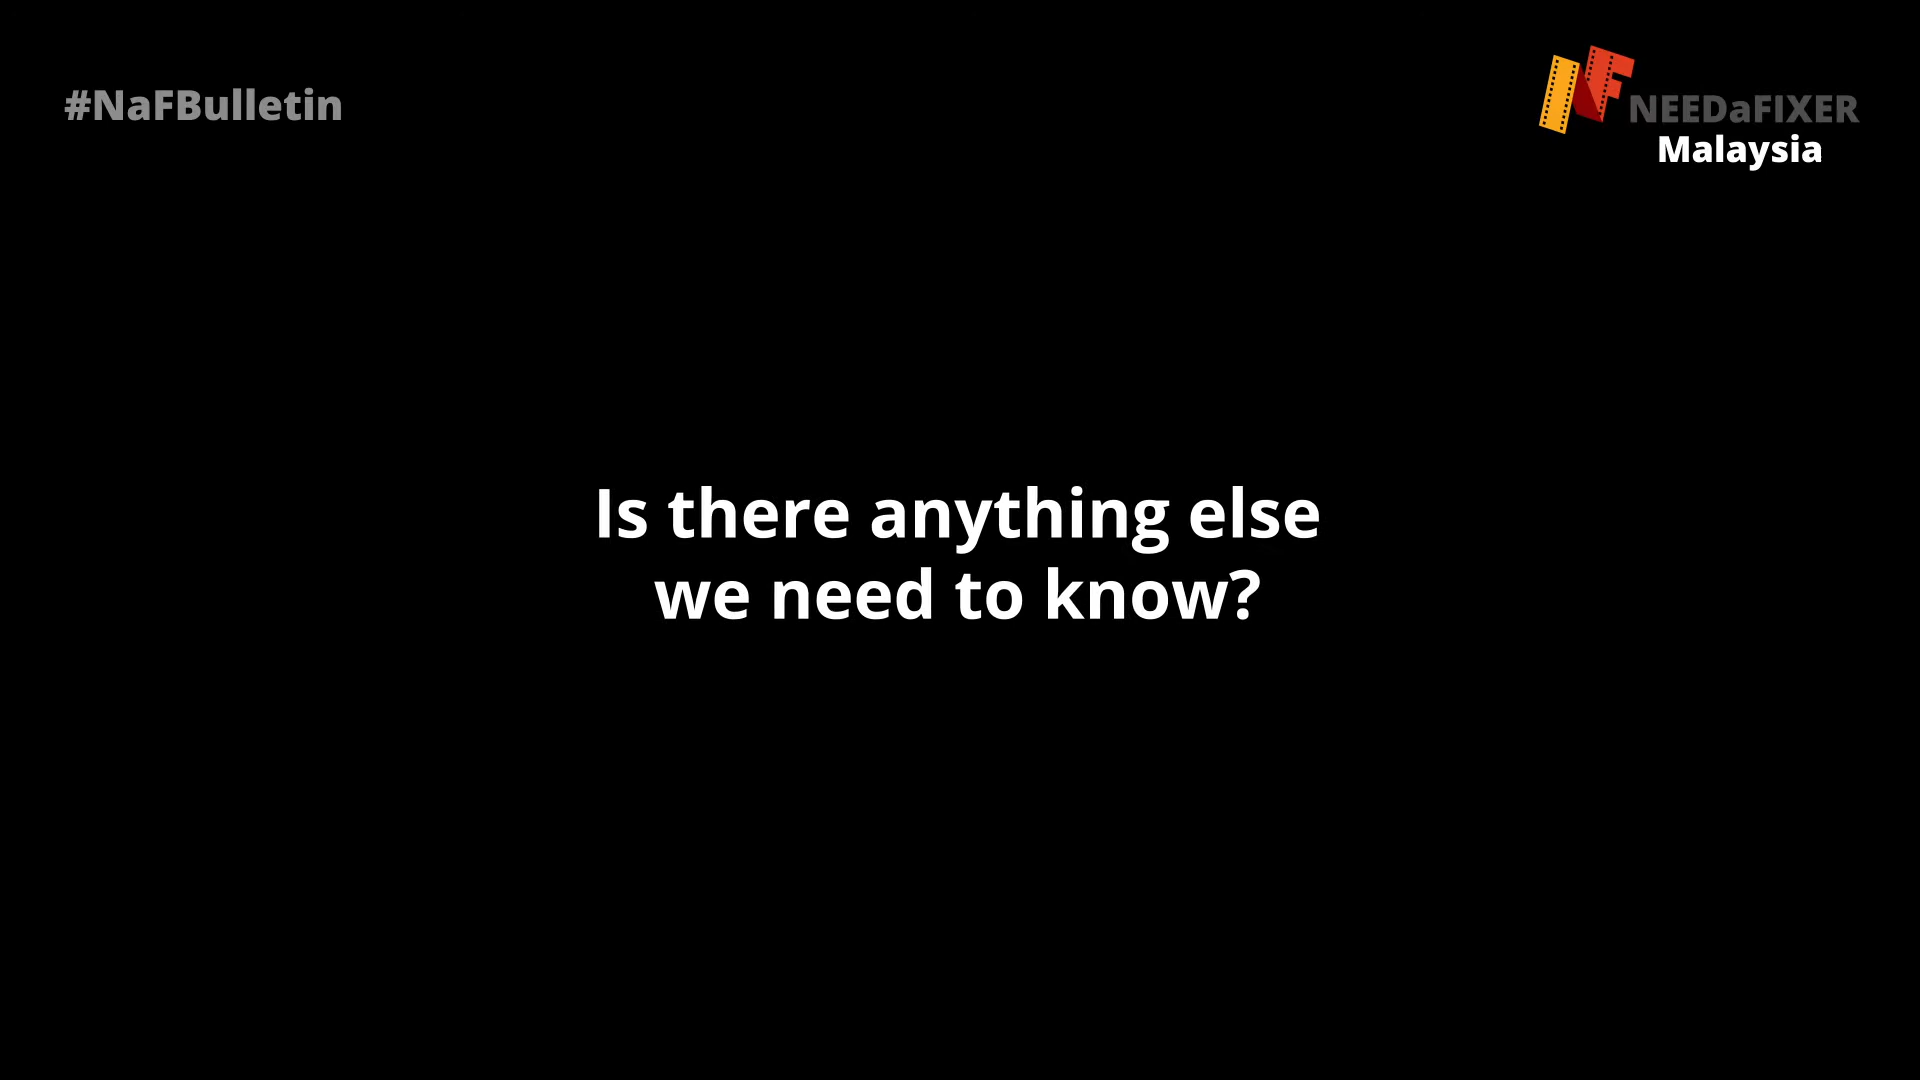 #NaFBulletin
NEEDaFIXER
Malaysia
Is there anything else
we need to know?